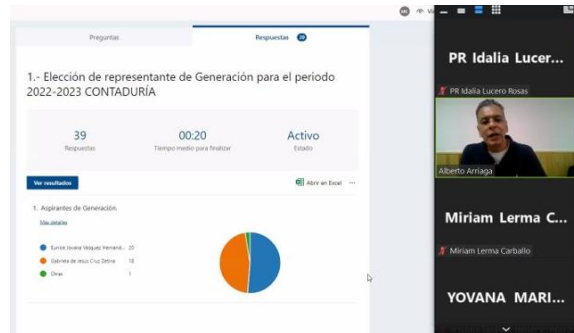 Preguntas
Respuestas 39
1.- Elección de representante de Generación para el periodo
2022-2023 CONTADURÍA
39
Respuestas
00:20
Tiempo medio para finalizar
Activo
Estado
Ver resultados
Abrir en Excel
1. Aspirantes de Generación.
Más detalles
Eunice Jovana Vásquez Hernánd... 20
Gabriela de Jesús Cruz Zetina 18
Otras 1
PR Idalia Lucer...
PR Idalia Lucero Rosas
Alberto Arriaga
Miriam Lerma C...
Miriam Lerma Carballo
YOVANA MARI...